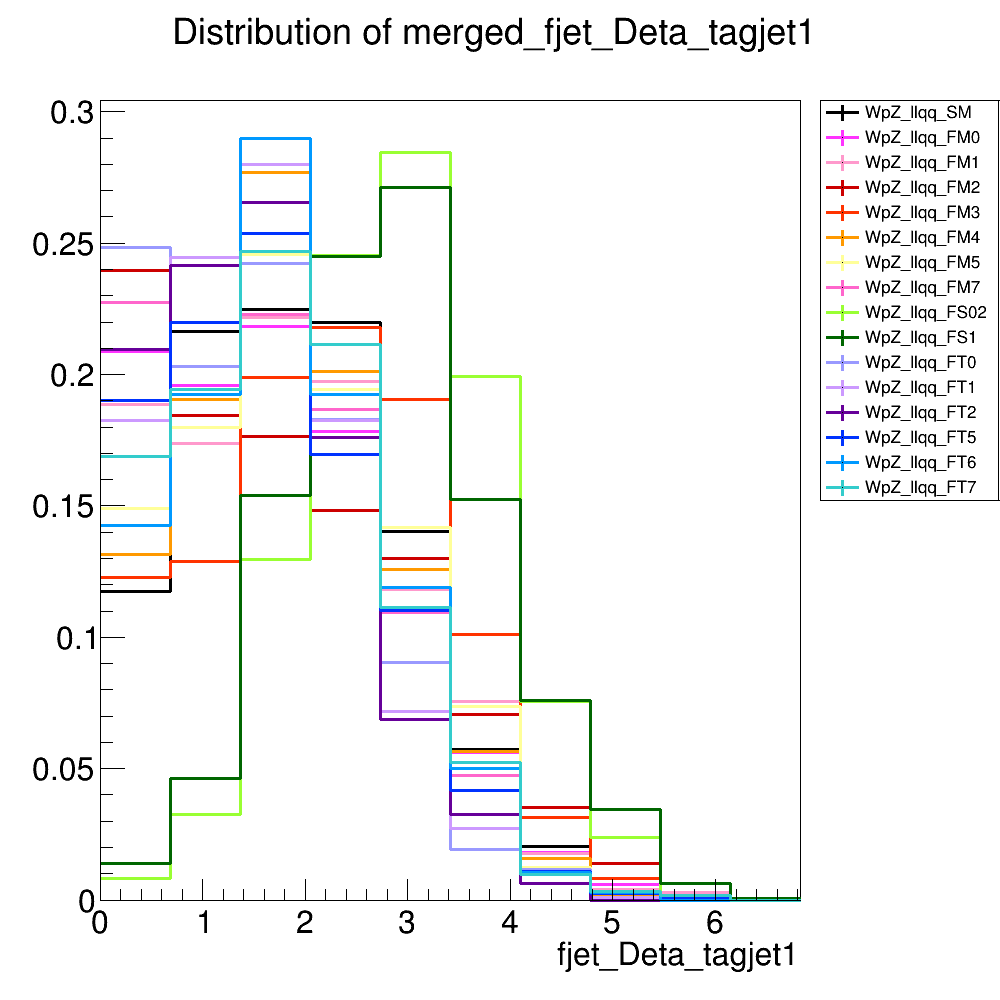 Distribution of merged_fjet_Deta_tagjet1
0.3
0.25
0.2
0.15
0.1
0.05
0
0 1 2 3 4 5 6
fjet_Deta_tagjet1
WpZ_llqq_SM
WpZ_llqq_FM0
WpZ_llqq_FM1
WpZ_llqq_FM2
WpZ_llqq_FM3
WpZ_llqq_FM4
WpZ_llqq_FM5
WpZ_llqq_FM7
WpZ_llqq_FS02
WpZ_llqq_FS1
WpZ_llqq_FT0
WpZ_llqq_FT1
WpZ_llqq_FT2
WpZ_llqq_FT5
WpZ_llqq_FT6
WpZ_llqq_FT7